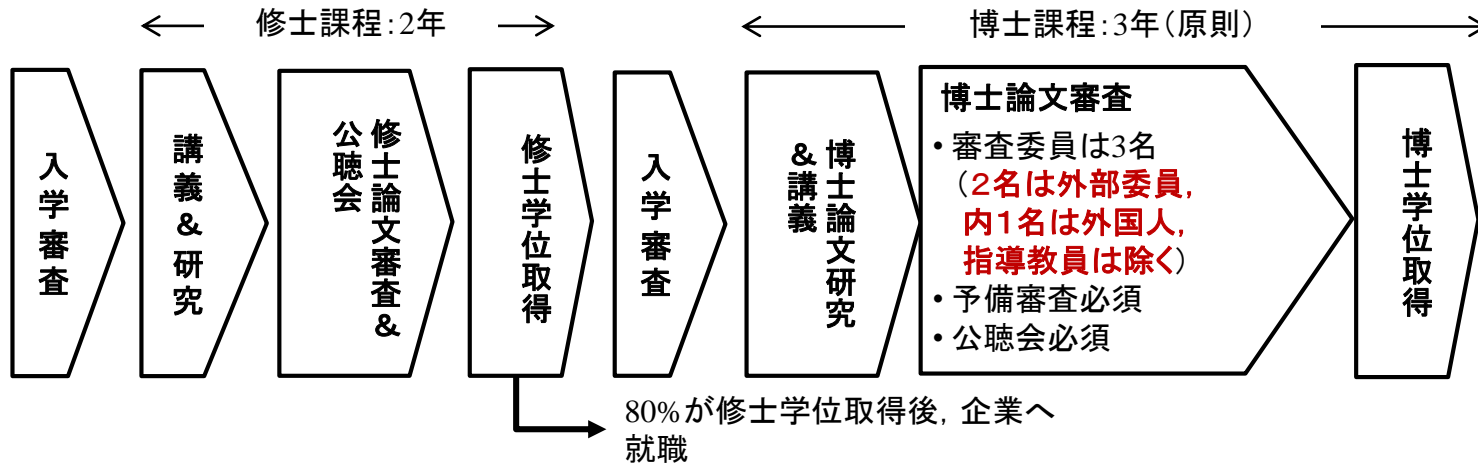 修士課程：2年
博士課程：3年（原則）
入学審査
講義&研究
修士論文審査&
公聴会
修士学位取得
入学審査
博士論文研究
&講義
博士論文審査
• 審査委員は3名
（２名は外部委員，
内１名は外国人，
指導教員は除く）
• 予備審査必須
• 公聴会必須
博士学位取得
80%が修士学位取得後，企業へ
就職